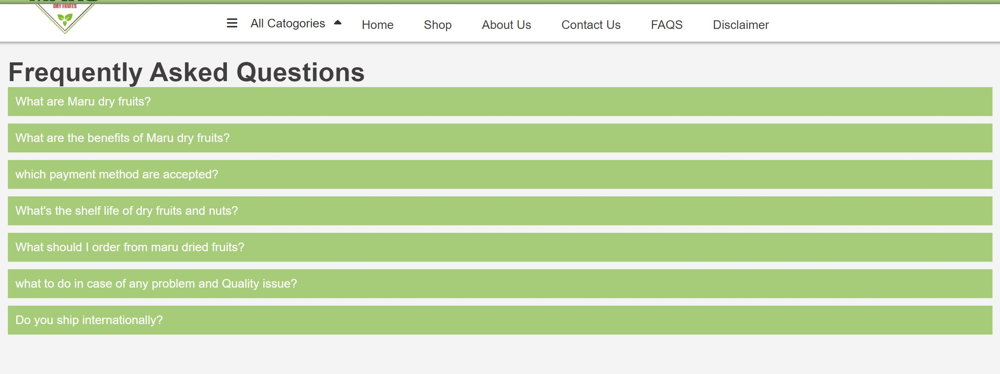 DRY FRUITS
All Catogories
Home
Shop
About Us
Contact Us
FAQS
Disclaimer
Frequently Asked Questions
What are Maru dry fruits?
What are the benefits of Maru dry fruits?
which payment method are accepted?
What's the shelf life of dry fruits and nuts?
What should I order from maru dried fruits?
what to do in case of any problem and Quality issue?
Do you ship internationally?